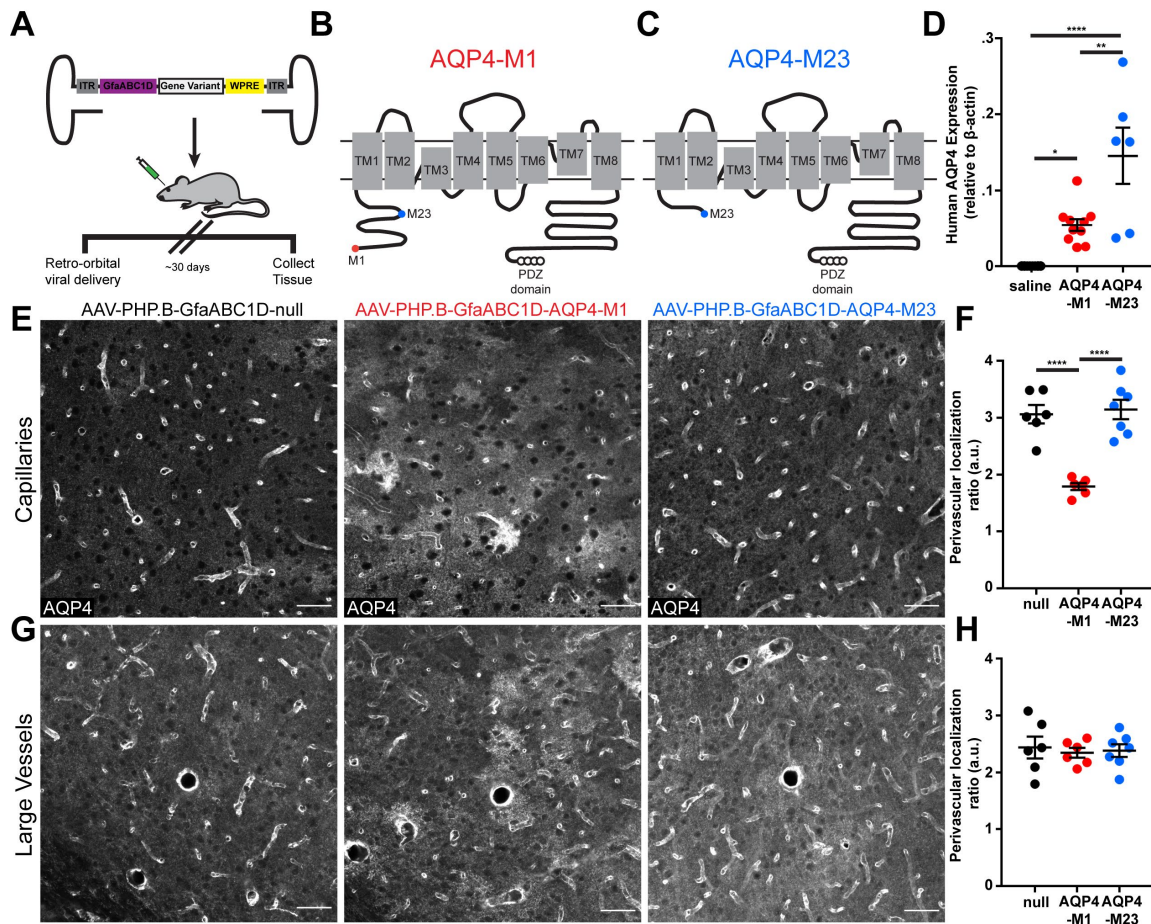 A
ITR
GfaABC1D
Gene Variant
WPRE
ITR
Retro-orbital
viral delivery
~30 days
Collect
Tissue
B
AQP4-M1
TM1
TM2
TM3
TM4
TM5
TM6
TM7
TM8
M23
M1
PDZ
domain
C
AQP4-M23
TM1
TM2
TM3
TM4
TM5
TM6
TM7
TM8
M23
PDZ
domain
D
Human AQP4 Expression
(relative to β-actin)
.3
.2
.1
0
****
**
*
saline
AQP4
-M1
AQP4
-M23
E
AAV-PHP.B-GfaABC1D-null
AAV-PHP.B-GfaABC1D-AQP4-M1
AAV-PHP.B-GfaABC1D-AQP4-M23
Capillaries
AQP4
AQP4
AQP4
F
Perivascular localization
ratio (a.u.)
4
3
2
1
0
****
****
null
AQP4
-M1
AQP4
-M23
G
Large Vessels
H
Perivascular localization
ratio (a.u.)
4
3
2
1
0
null
AQP4
-M1
AQP4
-M23